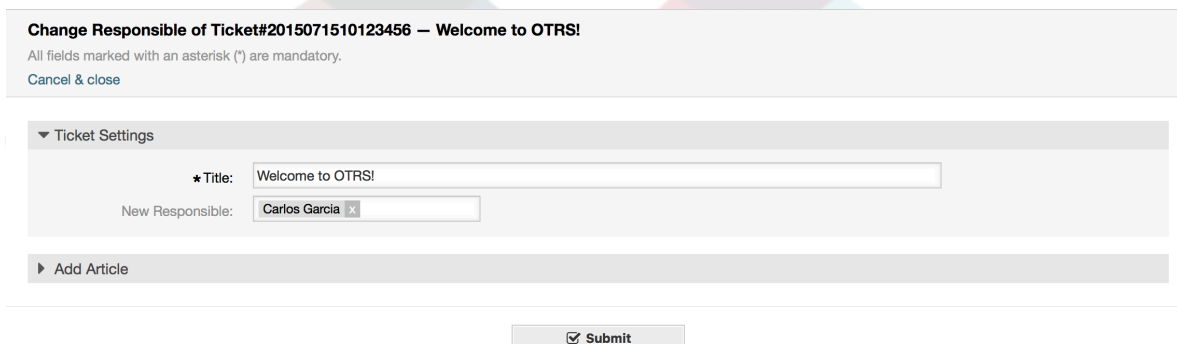 Change Responsible of Ticket#2015071510123456 — Welcome to OTRS!
All fields marked with an asterisk (*) are mandatory.
Cancel & close
Ticket Settings
* Title: Welcome to OTRS!
New Responsible: Carlos Garcia x
Add Article
Submit